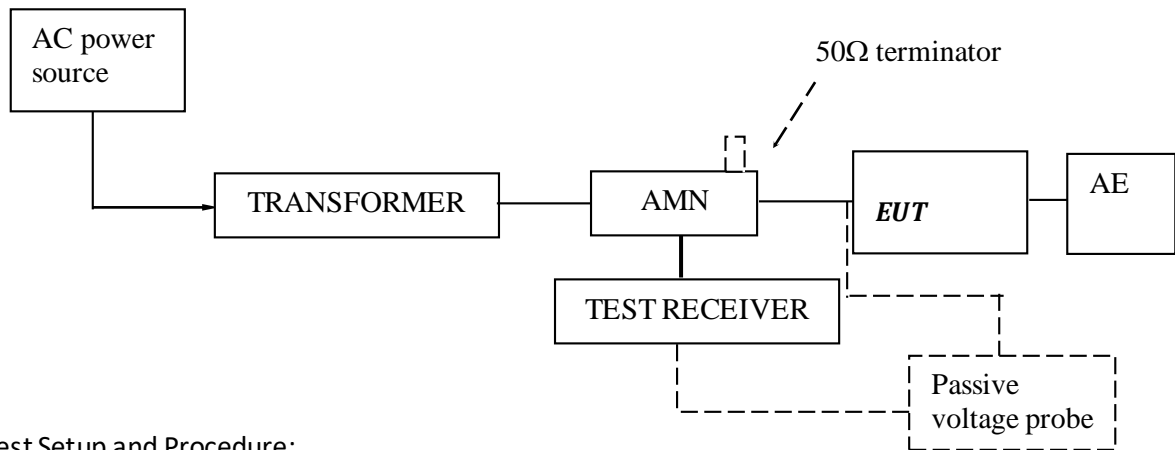 AC power
source
50Ω terminator
TRANSFORMER
AMN
EUT
AE
TEST RECEIVER
Passive
voltage probe
est Setup and Procedure: